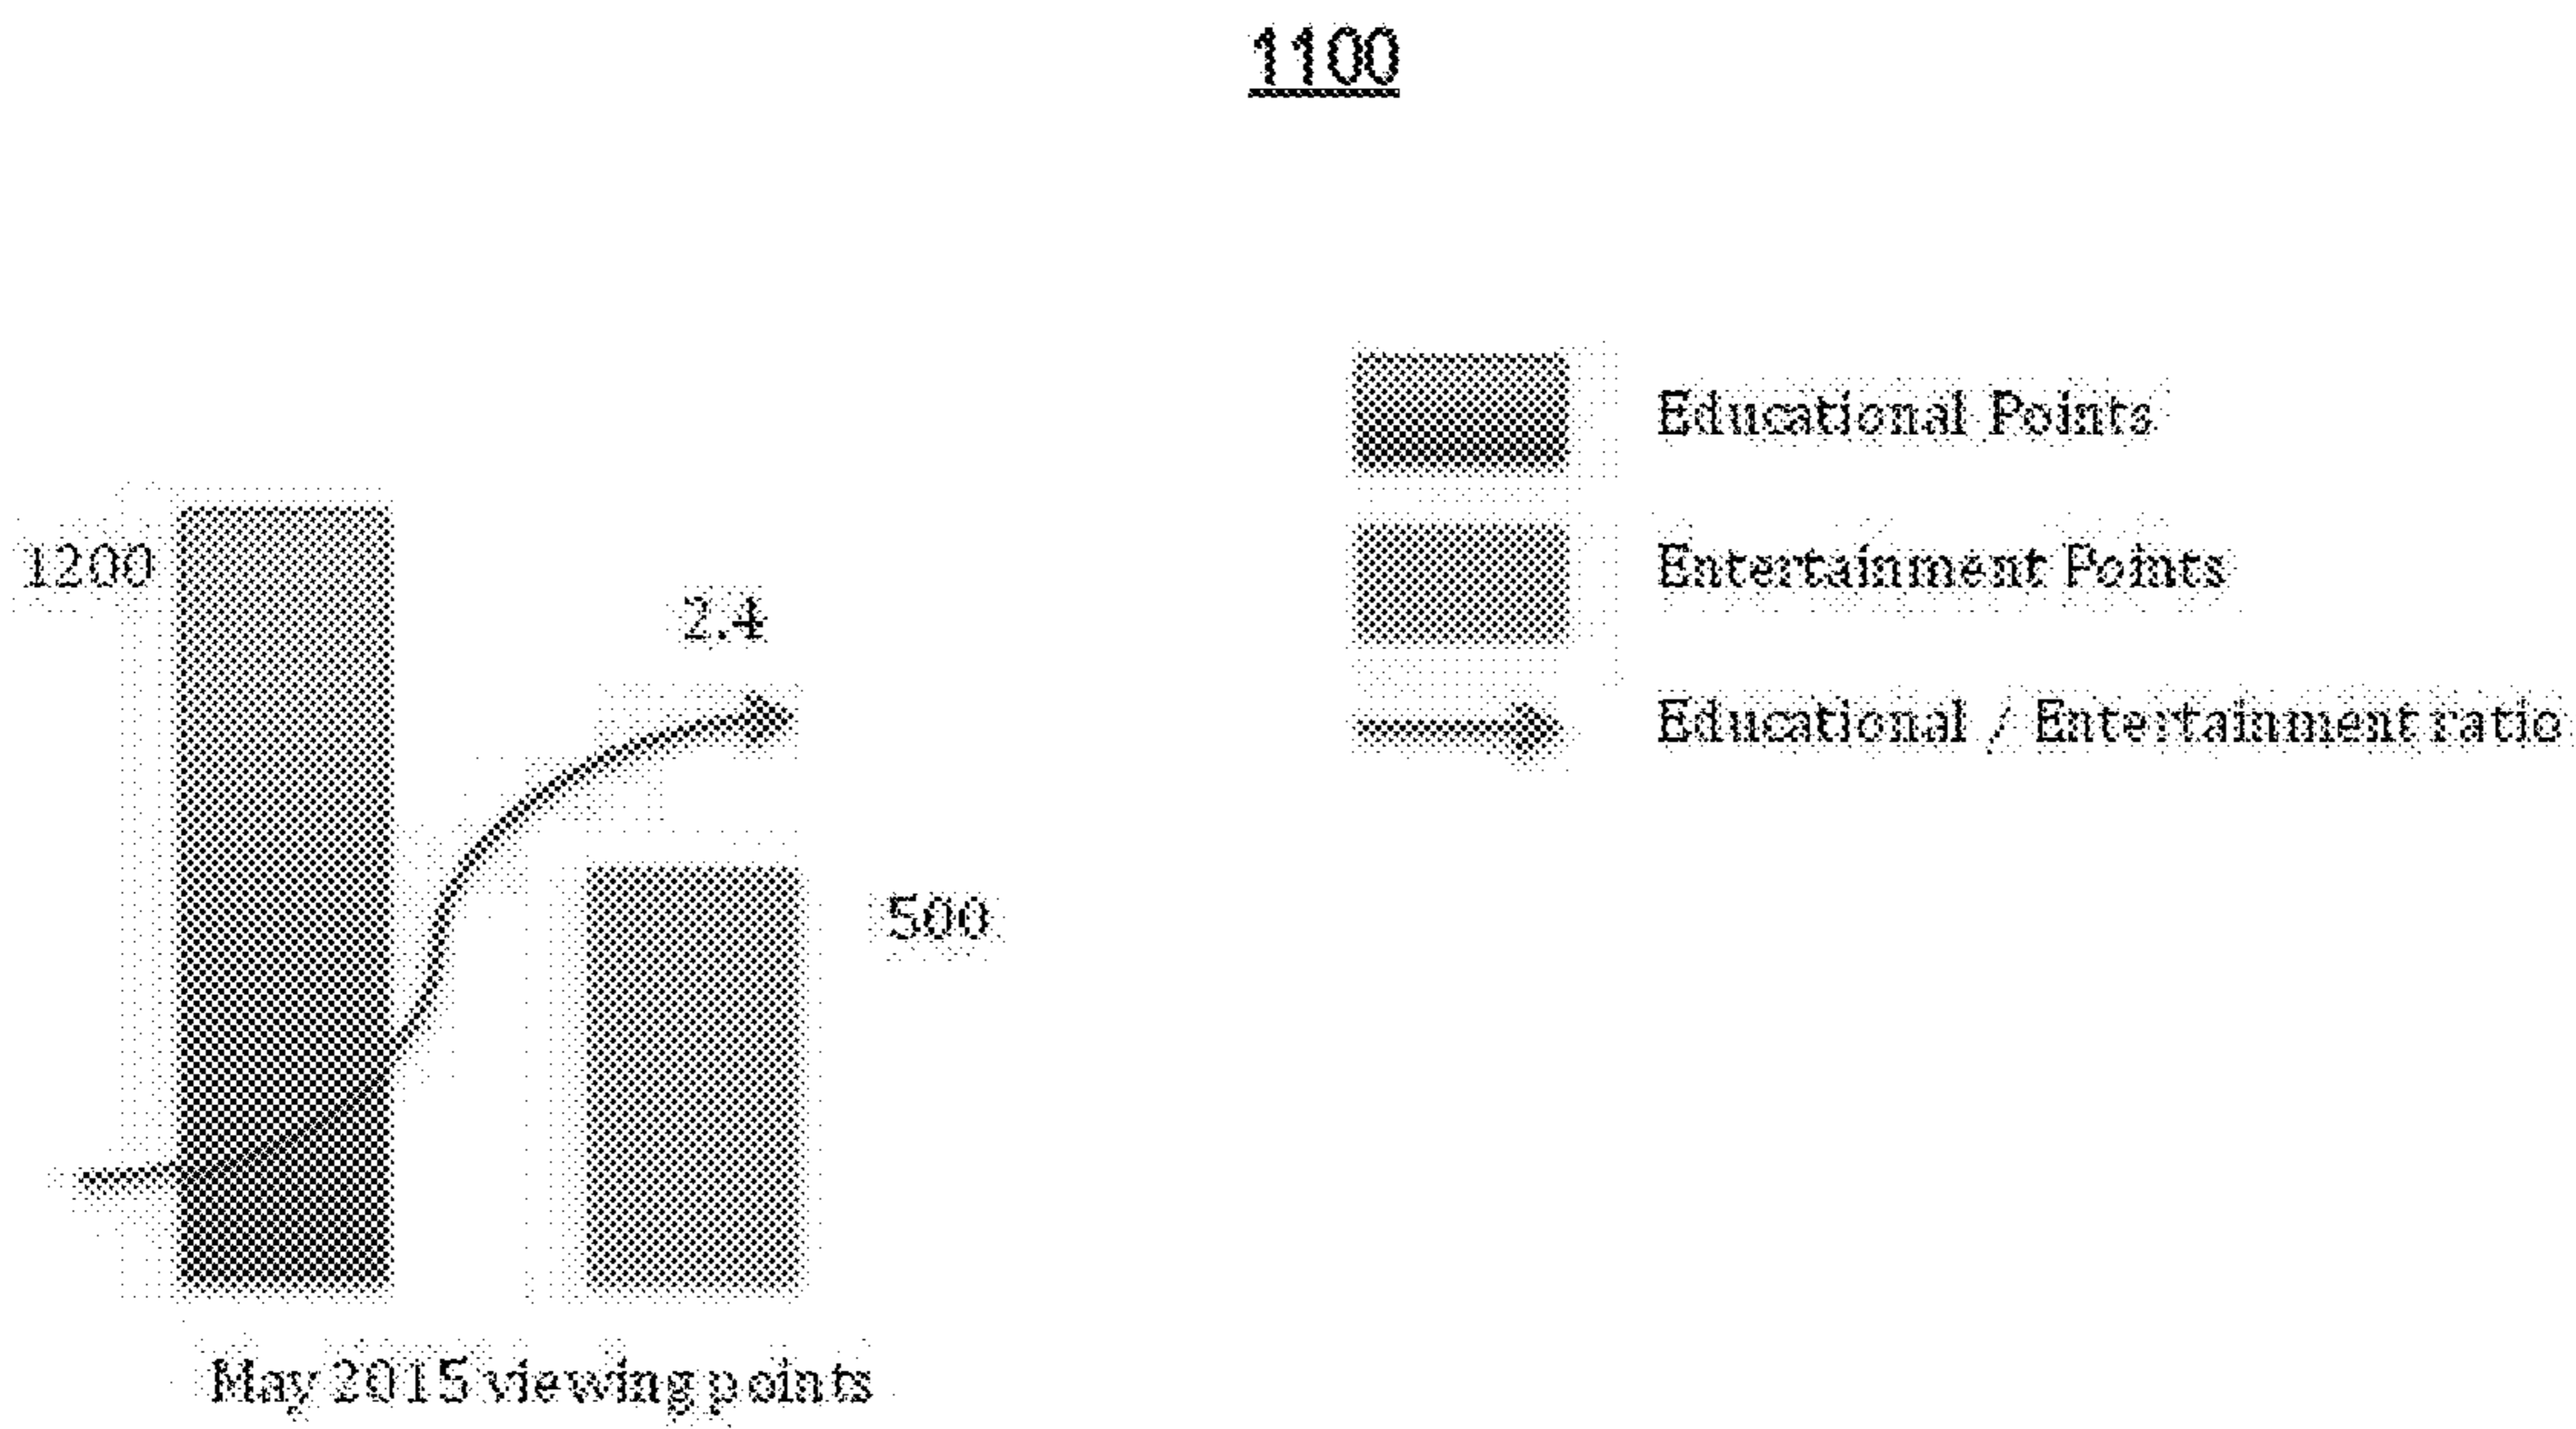 1100
Educational Points
1200
Entertainment Points
2.4
Educational / Entertainment ratio
500
May 2015 viewing points